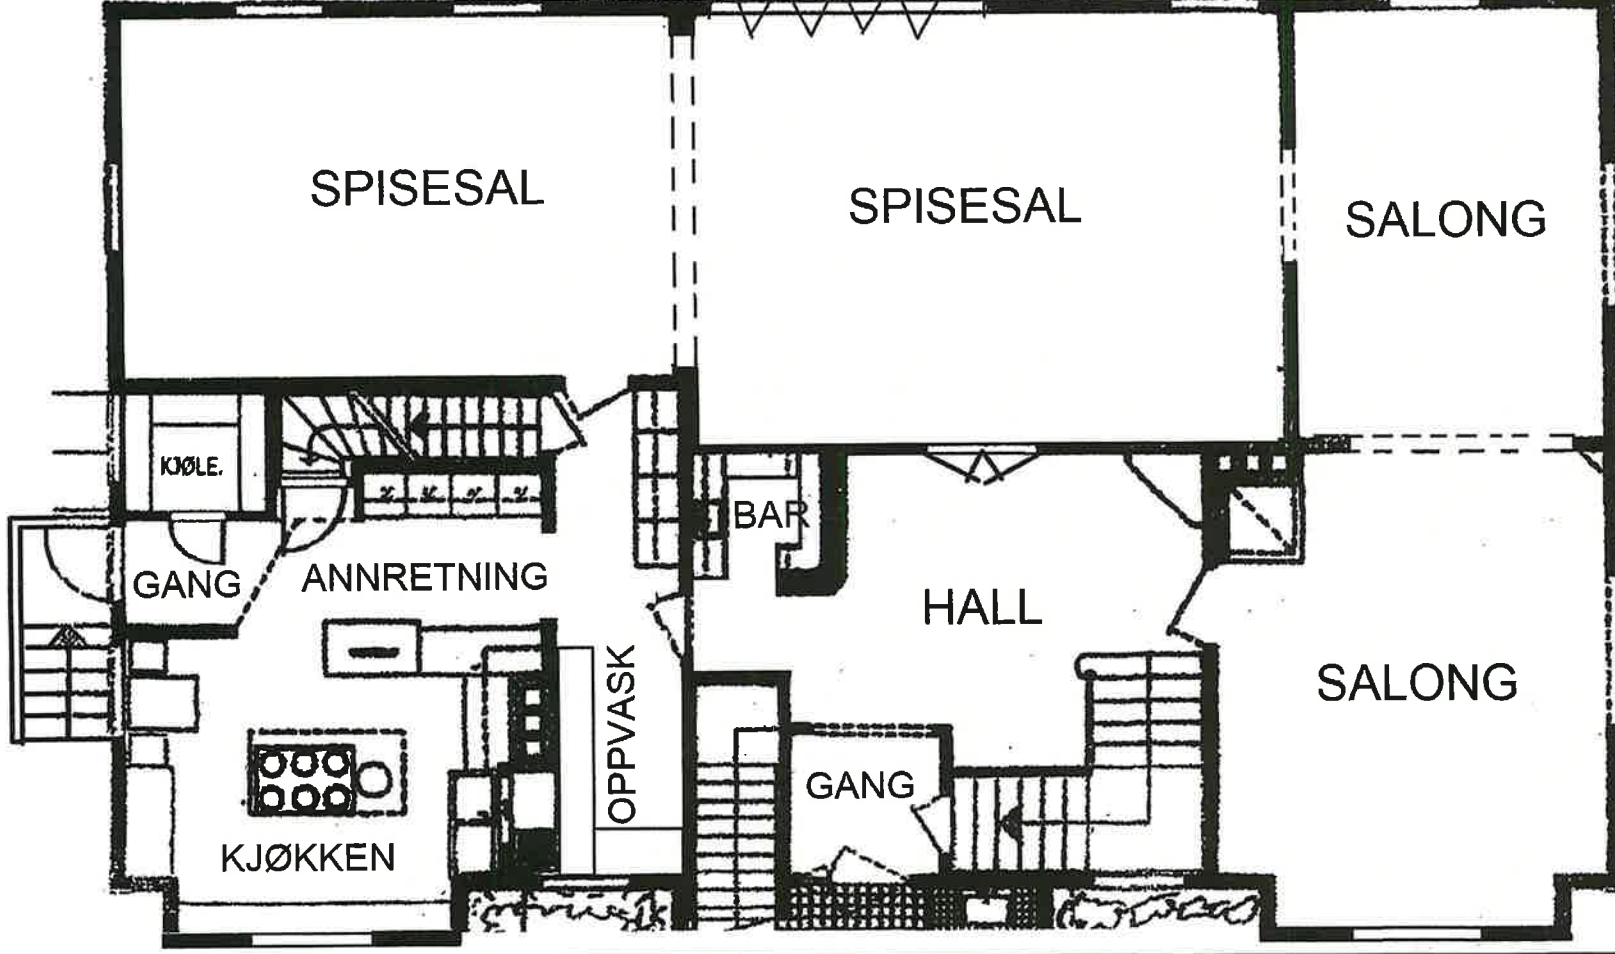 SPISESAL
SPISESAL
SALONG
KJØLE.
BAR
GANG
ANNRETNING
HALL
OPPVASK
SALONG
GANG
KJØKKEN